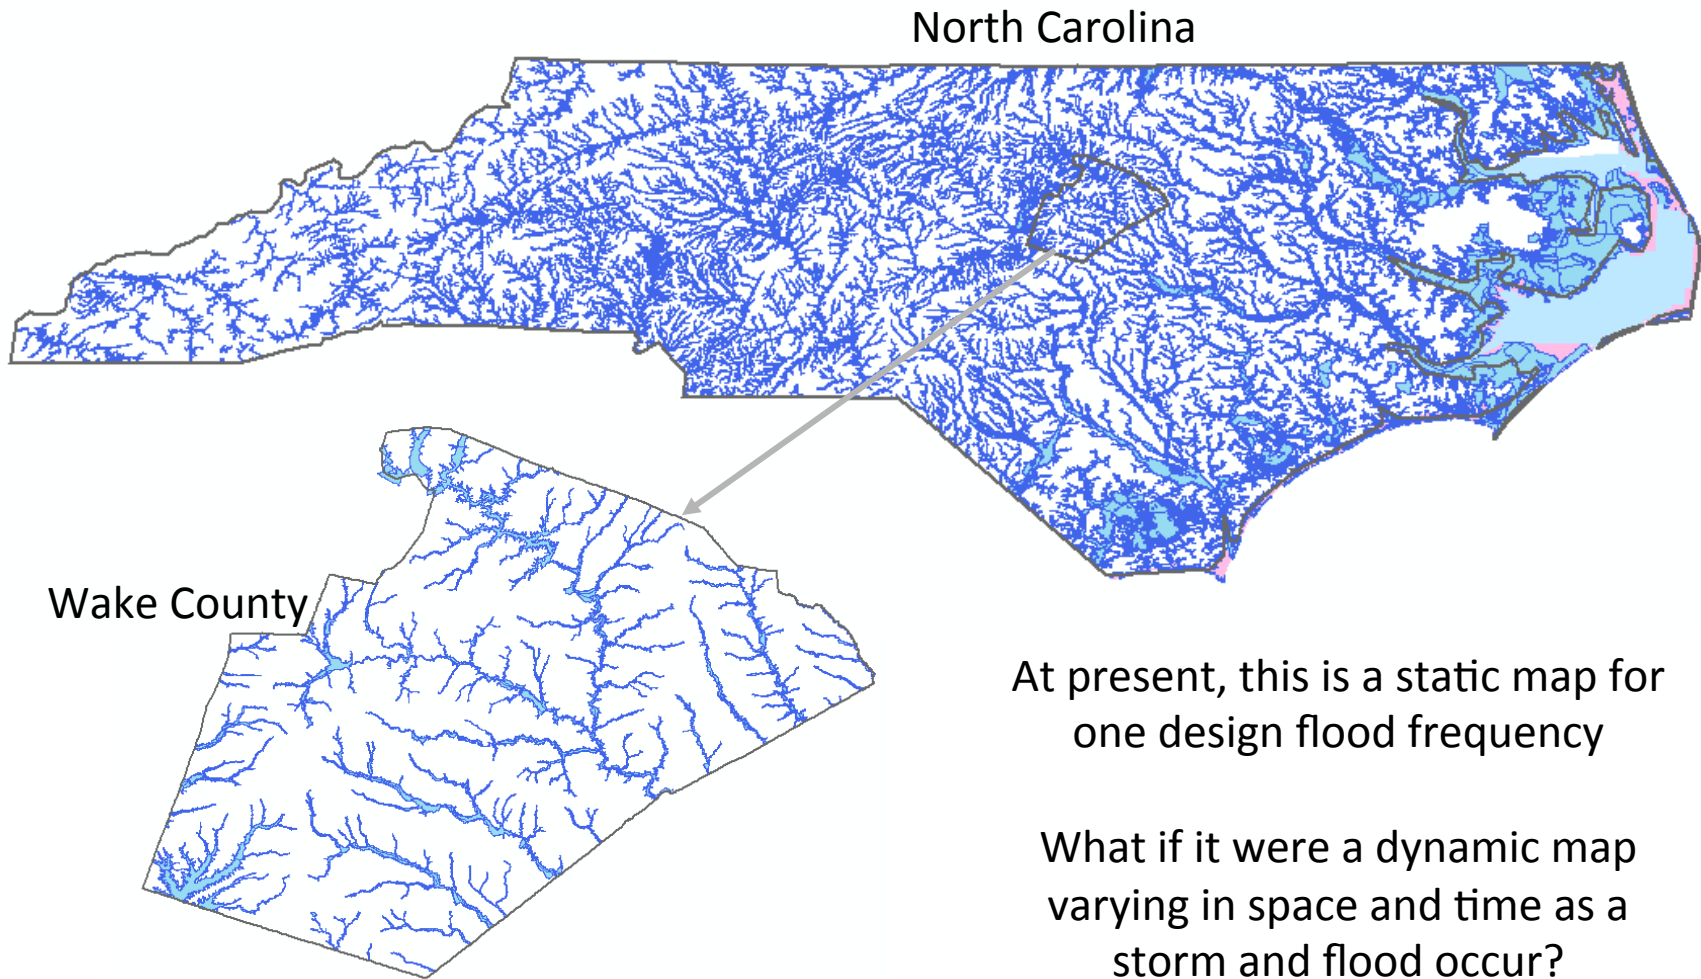 North Carolina
Wake County
At present, this is a static map for
one design flood frequency
What if it were a dynamic map
varying in space and time as a
storm and flood occur?